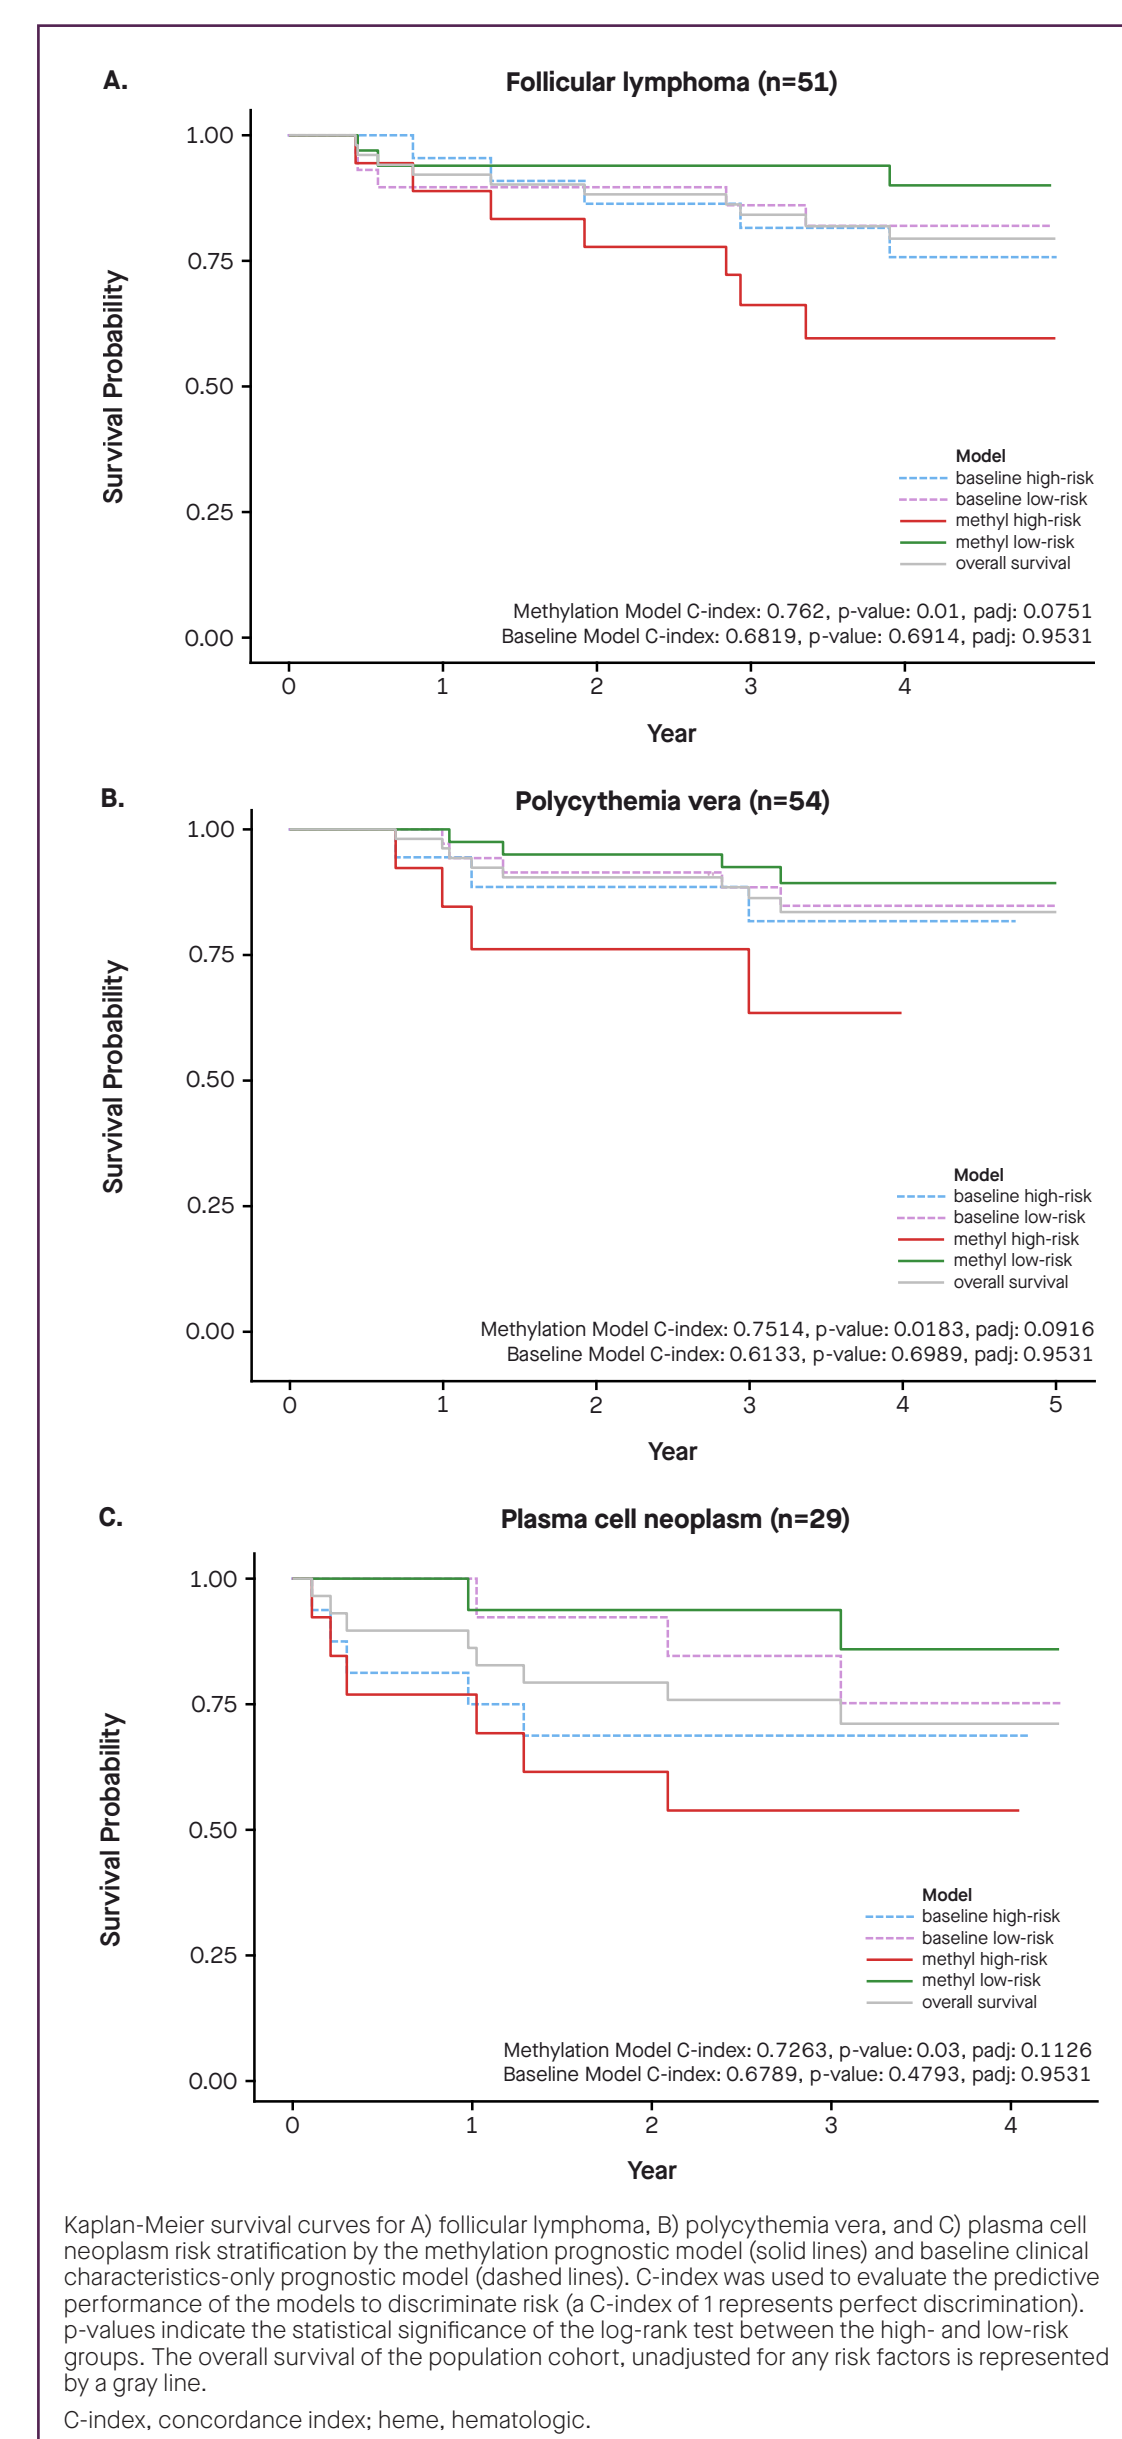 A.
Follicular lymphoma (n=51)
1.00
0.75
0.50
0.25
0.00
Survival Probability
Model
baseline high-risk
baseline low-risk
methyl high-risk
methyl low-risk
overall survival
Methylation Model C-index: 0.762, p-value: 0.01, padj: 0.0751
Baseline Model C-index: 0.6819, p-value: 0.6914, padj: 0.9531
0 1 2 3 4
Year
B.
Polycythemia vera (n=54)
1.00
0.75
0.50
0.25
0.00
Survival Probability
Model
baseline high-risk
baseline low-risk
methyl high-risk
methyl low-risk
overall survival
Methylation Model C-index: 0.7514, p-value: 0.0183, padj: 0.0916
Baseline Model C-index: 0.6133, p-value: 0.6989, padj: 0.9531
0 1 2 3 4 5
Year
C.
Plasma cell neoplasm (n=29)
1.00
0.75
0.50
0.25
0.00
Survival Probability
Model
baseline high-risk
baseline low-risk
methyl high-risk
methyl low-risk
overall survival
Methylation Model C-index: 0.7263, p-value: 0.03, padj: 0.1126
Baseline Model C-index: 0.6789, p-value: 0.4793, padj: 0.9531
0 1 2 3 4
Year
Kaplan-Meier survival curves for A) follicular lymphoma, B) polycythemia vera, and C) plasma cell
neoplasm risk stratification by the methylation prognostic model (solid lines) and baseline clinical
characteristics-only prognostic model (dashed lines). C-index was used to evaluate the predictive
performance of the models to discriminate risk (a C-index of 1 represents perfect discrimination).
p-values indicate the statistical significance of the log-rank test between the high- and low-risk
groups. The overall survival of the population cohort, unadjusted for any risk factors is represented
by a gray line.
C-index, concordance index; heme, hematologic.